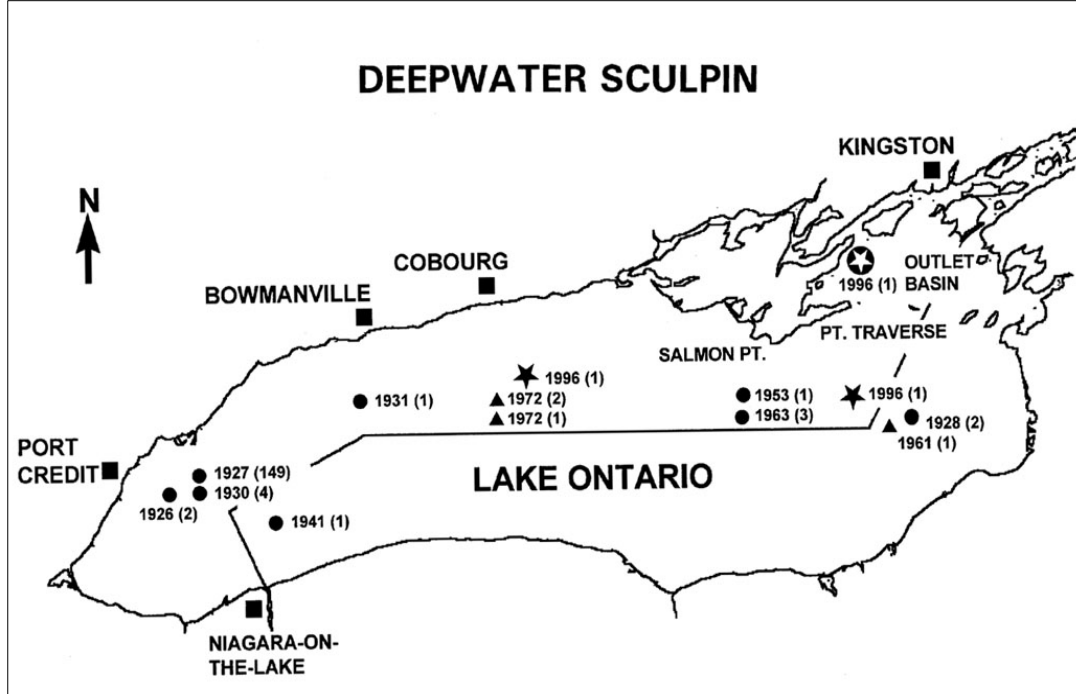 DEEPWATER SCULPIN
KINGSTON
N
COBOURG
OUTLET
BASIN
1996 (1)
BOWMANVILLE
PT. TRAVERSE
SALMON PT.
1996 (1)
1931 (1)
1972 (2)
1972 (1)
1953 (1)
1963 (3)
1996 (1)
1928 (2)
1961 (1)
PORT
CREDIT
1927 (149)
1930 (4)
1926 (2)
1941 (1)
LAKE ONTARIO
NIAGARA-ON-
THE-LAKE